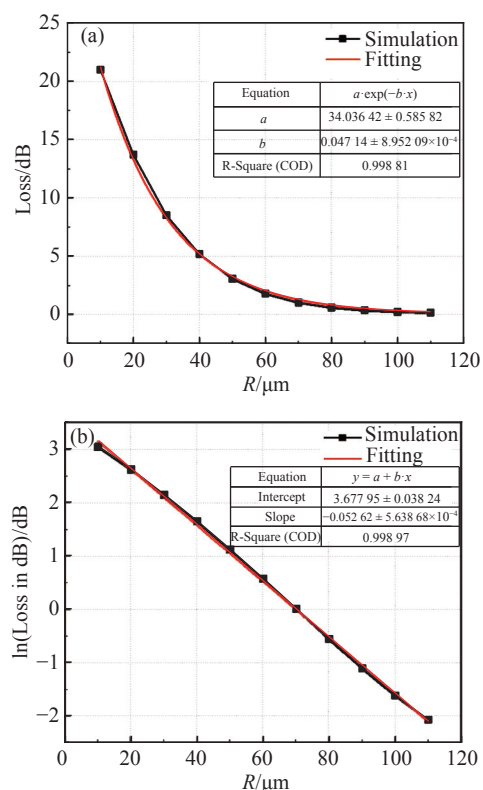 (a)
Simulation
Fitting
Equation a·exp(−b·x)
a 34.036 42 ± 0.585 82
b 0.047 14 ± 8.952 09×10⁻⁴
R-Square (COD) 0.998 81
25
20
15
10
5
0
Loss/dB
0 20 40 60 80 100 120
R/μm
(b)
Simulation
Fitting
Equation y = a + b·x
Intercept 3.677 95 ± 0.038 24
Slope −0.052 62 ± 5.638 68×10⁻⁴
R-Square (COD) 0.998 97
3
2
1
0
−1
−2
ln(Loss in dB)/dB
0 20 40 60 80 100 120
R/μm